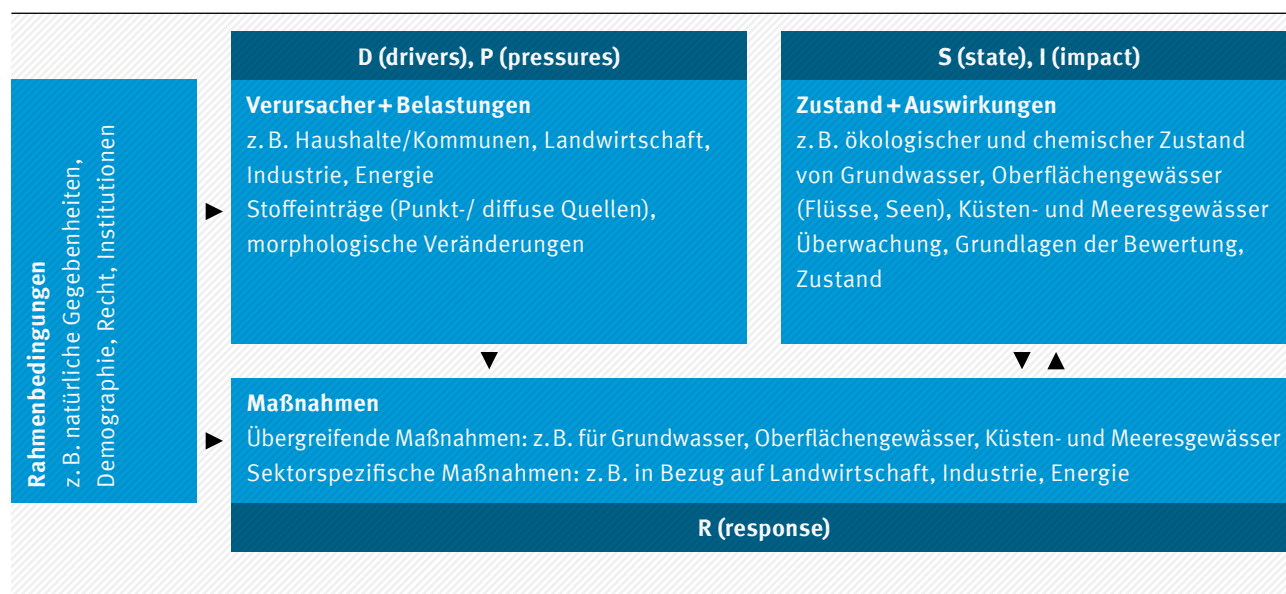 D (drivers), P (pressures)
S (state), I (impact)
Rahmenbedingungen
z. B. natürliche Gegebenheiten,
Demographie, Recht, Institutionen
Verursacher + Belastungen
z. B. Haushalte/Kommunen, Landwirtschaft,
Industrie, Energie
Stoffeinträge (Punkt-/ diffuse Quellen),
morphologische Veränderungen
Zustand + Auswirkungen
z. B. ökologischer und chemischer Zustand
von Grundwasser, Oberflächengewässer
(Flüsse, Seen), Küsten- und Meeresgewässer
Überwachung, Grundlagen der Bewertung,
Zustand
Maßnahmen
Übergreifende Maßnahmen: z. B. für Grundwasser, Oberflächengewässer, Küsten- und Meeresgewässer
Sektorspezifische Maßnahmen: z. B. in Bezug auf Landwirtschaft, Industrie, Energie
R (response)